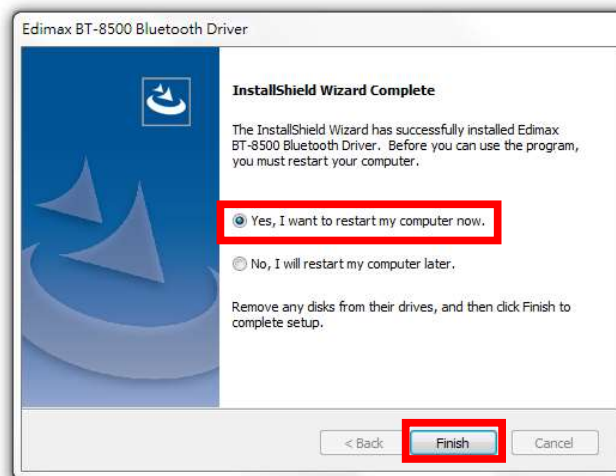 Edimax BT-8500 Bluetooth Driver
InstallShield Wizard Complete
The InstallShield Wizard has successfully installed Edimax
BT-8500 Bluetooth Driver.  Before you can use the program,
you must restart your computer.
Yes, I want to restart my computer now.
No, I will restart my computer later.
Remove any disks from their drives, and then click Finish to
complete setup.
< Back
Finish
Cancel